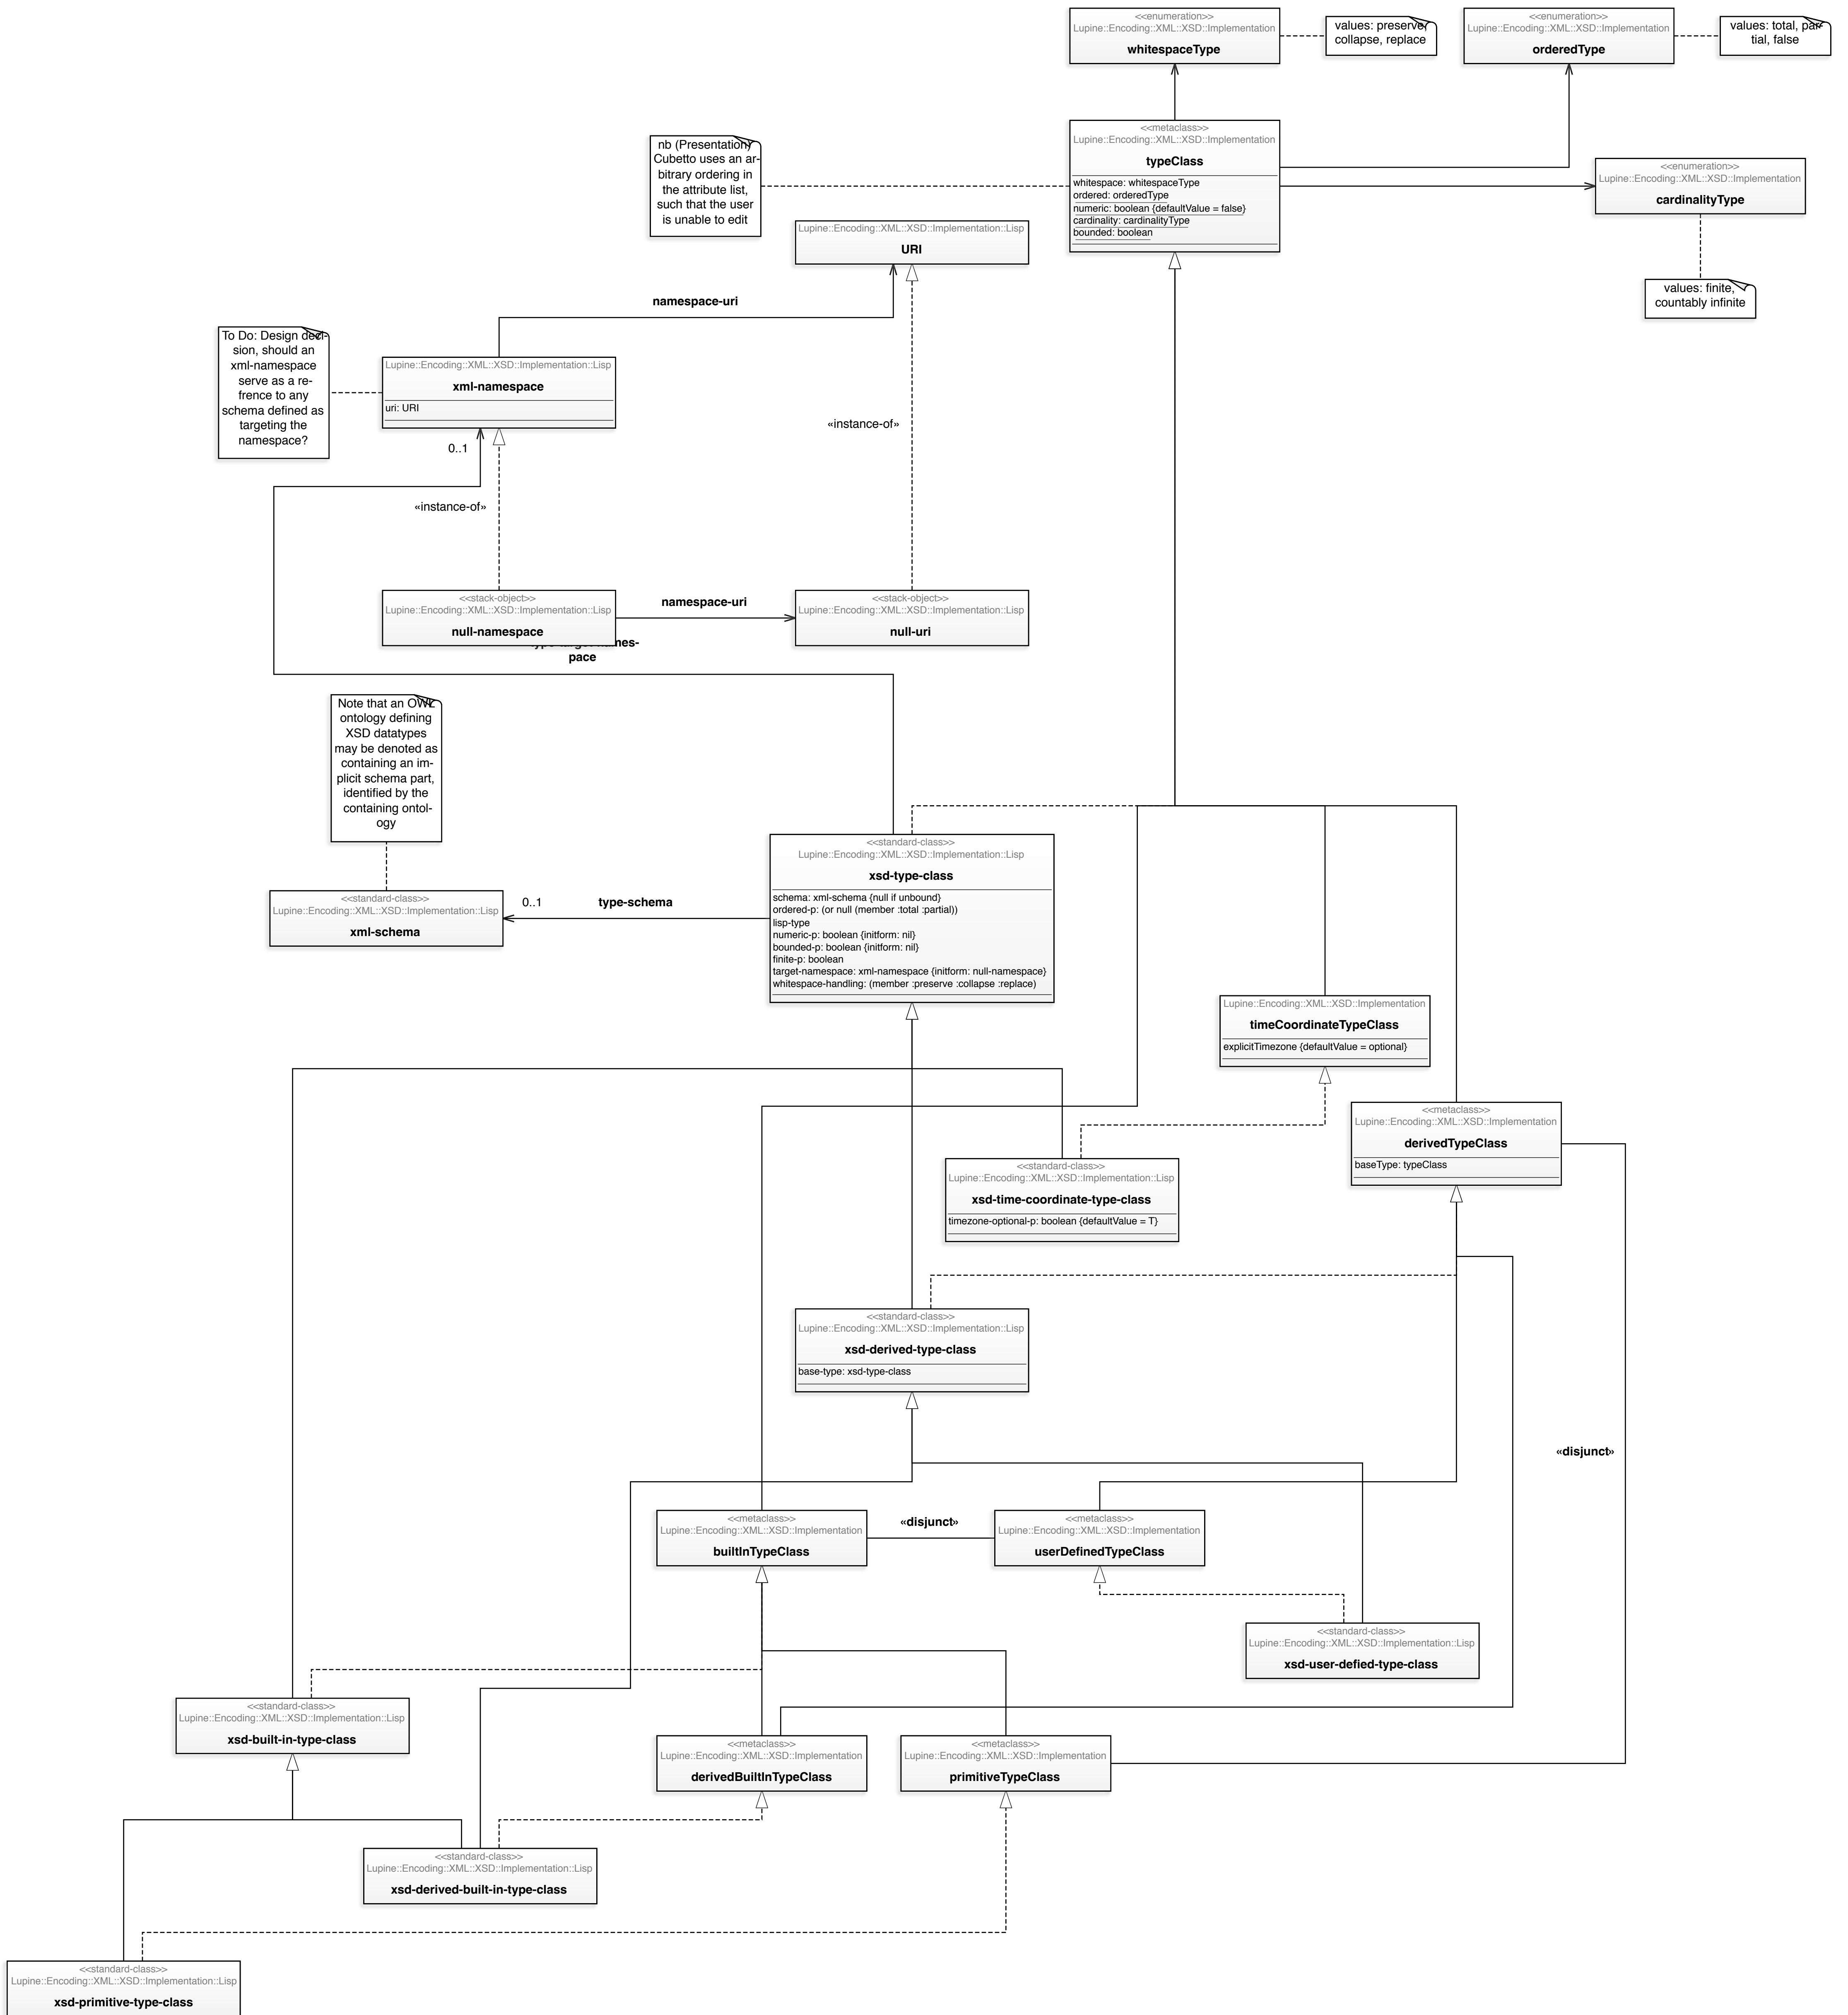 <<enumeration>>
Lupine::Encoding::XML::XSD::Implementation
whitespaceType
values: preserve,
collapse, replace
<<enumeration>>
Lupine::Encoding::XML::XSD::Implementation
orderedType
values: total, par-
tial, false
<<metaclass>>
Lupine::Encoding::XML::XSD::Implementation
typeClass
whitespace: whitespaceType
ordered: orderedType
numeric: boolean {defaultValue = false}
cardinality: cardinalityType
bounded: boolean
nb (Presentation)
Cubetto uses an ar-
bitrary ordering in
the attribute list,
such that the user
is unable to edit
<<enumeration>>
Lupine::Encoding::XML::XSD::Implementation
cardinalityType
values: finite,
countably infinite
Lupine::Encoding::XML::XSD::Implementation::Lisp
URI
namespace-uri
To Do: Design deci-
sion, should an
xml-namespace
serve as a re-
frence to any
schema defined as
targeting the
namespace?
Lupine::Encoding::XML::XSD::Implementation::Lisp
xml-namespace
uri: URI
0..1
«instance-of»
«instance-of»
<<stack-object>>
Lupine::Encoding::XML::XSD::Implementation::Lisp
null-namespace
namespace-uri
<<stack-object>>
Lupine::Encoding::XML::XSD::Implementation::Lisp
null-uri
type-target-names-
pace
Note that an OWL
ontology defining
XSD datatypes
may be denoted as
containing an im-
plicit schema part,
identified by the
containing ontol-
ogy
<<standard-class>>
Lupine::Encoding::XML::XSD::Implementation::Lisp
xml-schema
0..1
type-schema
<<standard-class>>
Lupine::Encoding::XML::XSD::Implementation::Lisp
xsd-type-class
schema: xml-schema {null if unbound}
ordered-p: (or null (member :total :partial))
lisp-type
numeric-p: boolean {initform: nil}
bounded-p: boolean {initform: nil}
finite-p: boolean
target-namespace: xml-namespace {initform: null-namespace}
whitespace-handling: (member :preserve :collapse :replace)
Lupine::Encoding::XML::XSD::Implementation
timeCoordinateTypeClass
explicitTimezone {defaultValue = optional}
<<metaclass>>
Lupine::Encoding::XML::XSD::Implementation
derivedTypeClass
baseType: typeClass
<<standard-class>>
Lupine::Encoding::XML::XSD::Implementation::Lisp
xsd-time-coordinate-type-class
timezone-optional-p: boolean {defaultValue = T}
<<standard-class>>
Lupine::Encoding::XML::XSD::Implementation::Lisp
xsd-derived-type-class
base-type: xsd-type-class
«disjunct»
<<metaclass>>
Lupine::Encoding::XML::XSD::Implementation
builtInTypeClass
«disjunct»
<<metaclass>>
Lupine::Encoding::XML::XSD::Implementation
userDefinedTypeClass
<<standard-class>>
Lupine::Encoding::XML::XSD::Implementation::Lisp
xsd-user-defied-type-class
<<standard-class>>
Lupine::Encoding::XML::XSD::Implementation::Lisp
xsd-built-in-type-class
<<metaclass>>
Lupine::Encoding::XML::XSD::Implementation
derivedBuiltInTypeClass
<<metaclass>>
Lupine::Encoding::XML::XSD::Implementation
primitiveTypeClass
<<standard-class>>
Lupine::Encoding::XML::XSD::Implementation::Lisp
xsd-derived-built-in-type-class
<<standard-class>>
Lupine::Encoding::XML::XSD::Implementation::Lisp
xsd-primitive-type-class